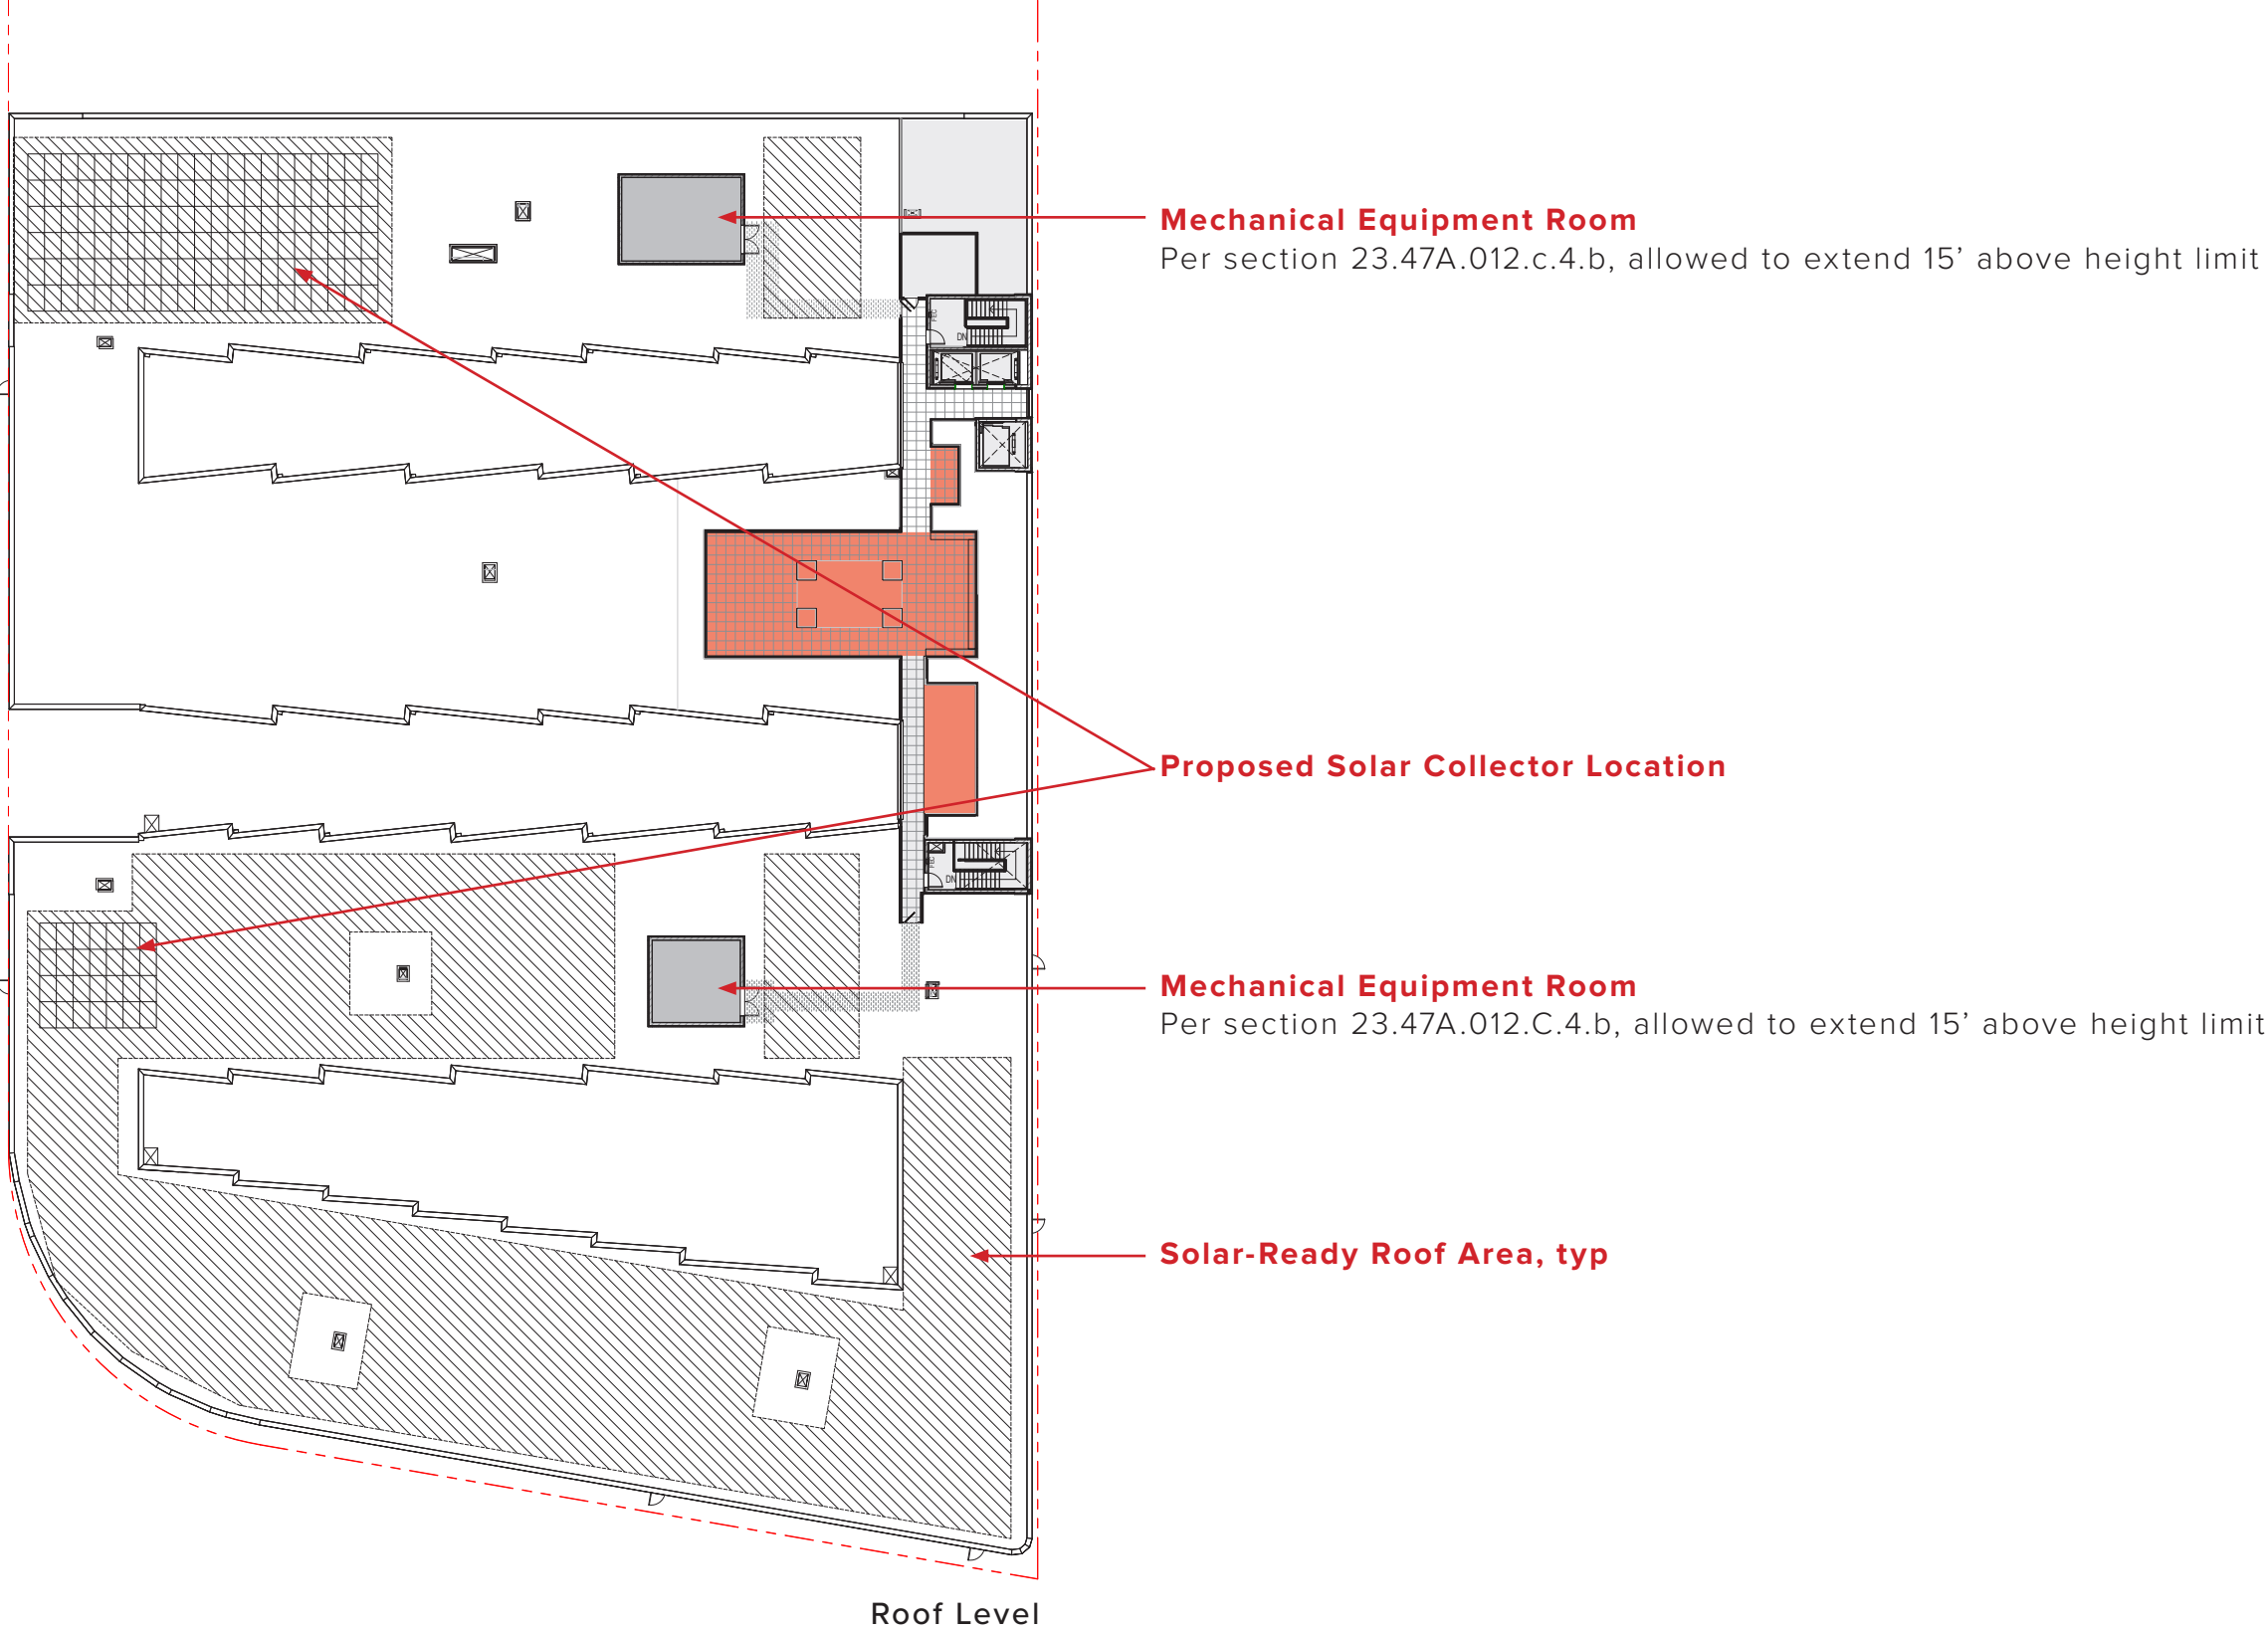 Mechanical Equipment Room
Per section 23.47A.012.c.4.b, allowed to extend 15’ above height limit
DN
Proposed Solar Collector Location
DN
Mechanical Equipment Room
Per section 23.47A.012.C.4.b, allowed to extend 15’ above height limit
Solar-Ready Roof Area, typ
Roof Level